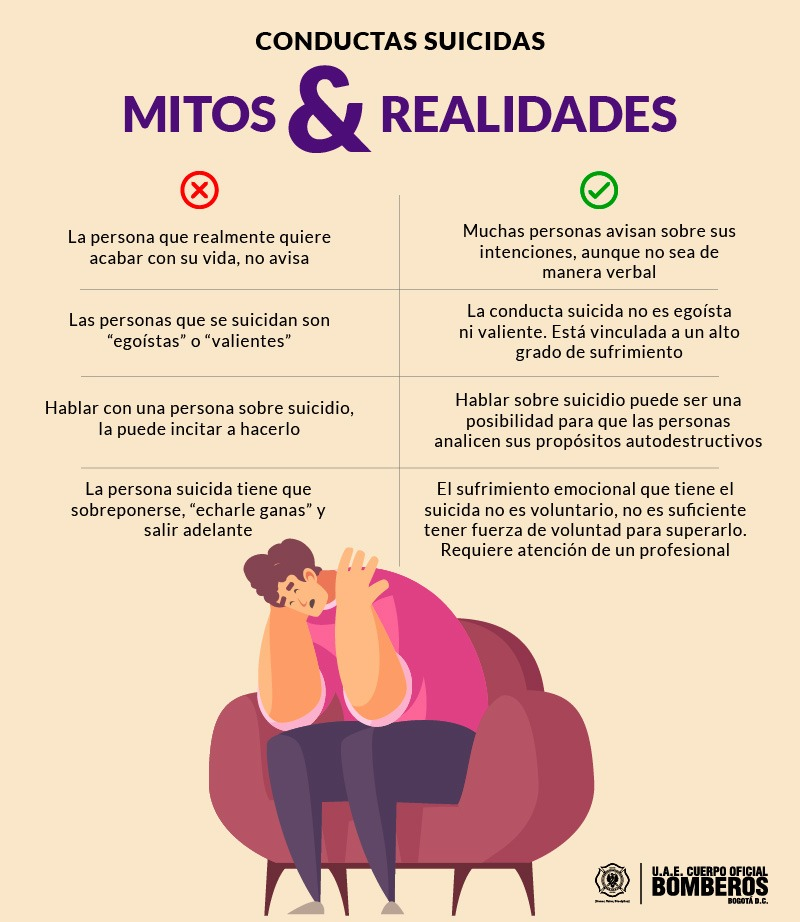 CONDUCTAS SUICIDAS
MITOS & REALIDADES
La persona que realmente quiere
acabar con su vida, no avisa
Muchas personas avisan sobre sus
intenciones, aunque no sea de
manera verbal
Las personas que se suicidan son
“egoístas” o “valientes”
La conducta suicida no es egoísta
ni valiente. Está vinculada a un alto
grado de sufrimiento
Hablar con una persona sobre suicidio,
la puede incitar a hacerlo
Hablar sobre suicidio puede ser una
posibilidad para que las personas
analicen sus propósitos autodestructivos
La persona suicida tiene que
sobreponerse, “echarle ganas” y
salir adelante
El sufrimiento emocional que tiene el
suicida no es voluntario, no es suficiente
tener fuerza de voluntad para superarlo.
Requiere atención de un profesional
U.A.E. CUERPO OFICIAL
BOMBEROS
BOGOTÁ D.C.